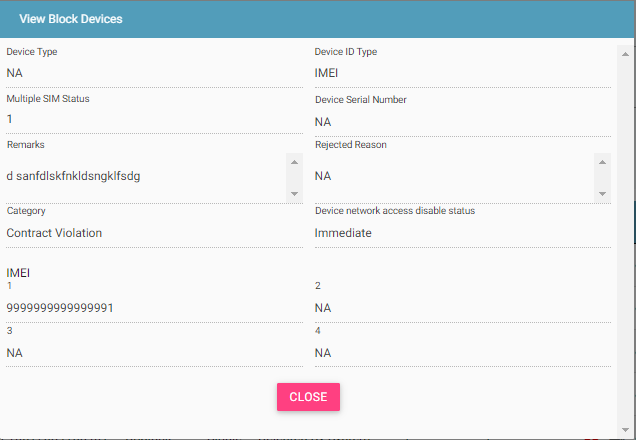 View Block Devices
Device Type
Device ID Type
NA
IMEI
Multiple SIM Status
Device Serial Number
1
NA
Remarks
Rejected Reason
d sanfdlskfnkldsngklfsdg
NA
Category
Device network access disable status
Contract Violation
Immediate
IMEI
1
2
9999999999999991
NA
3
4
NA
NA
CLOSE